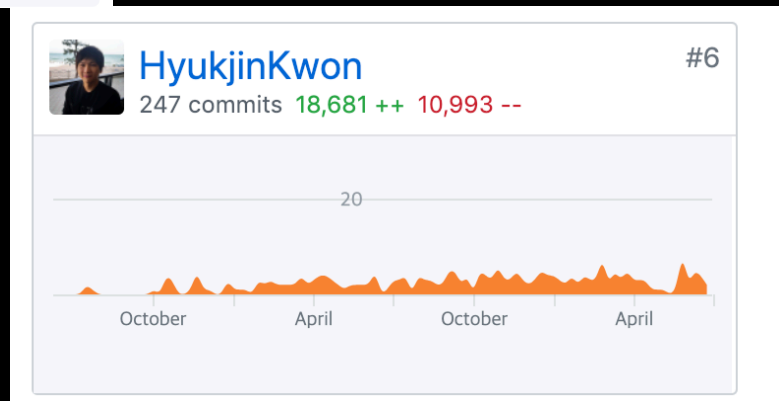 HyukjinKwon #6
247 commits 18,681 ++ 10,993 --
20
October April October April